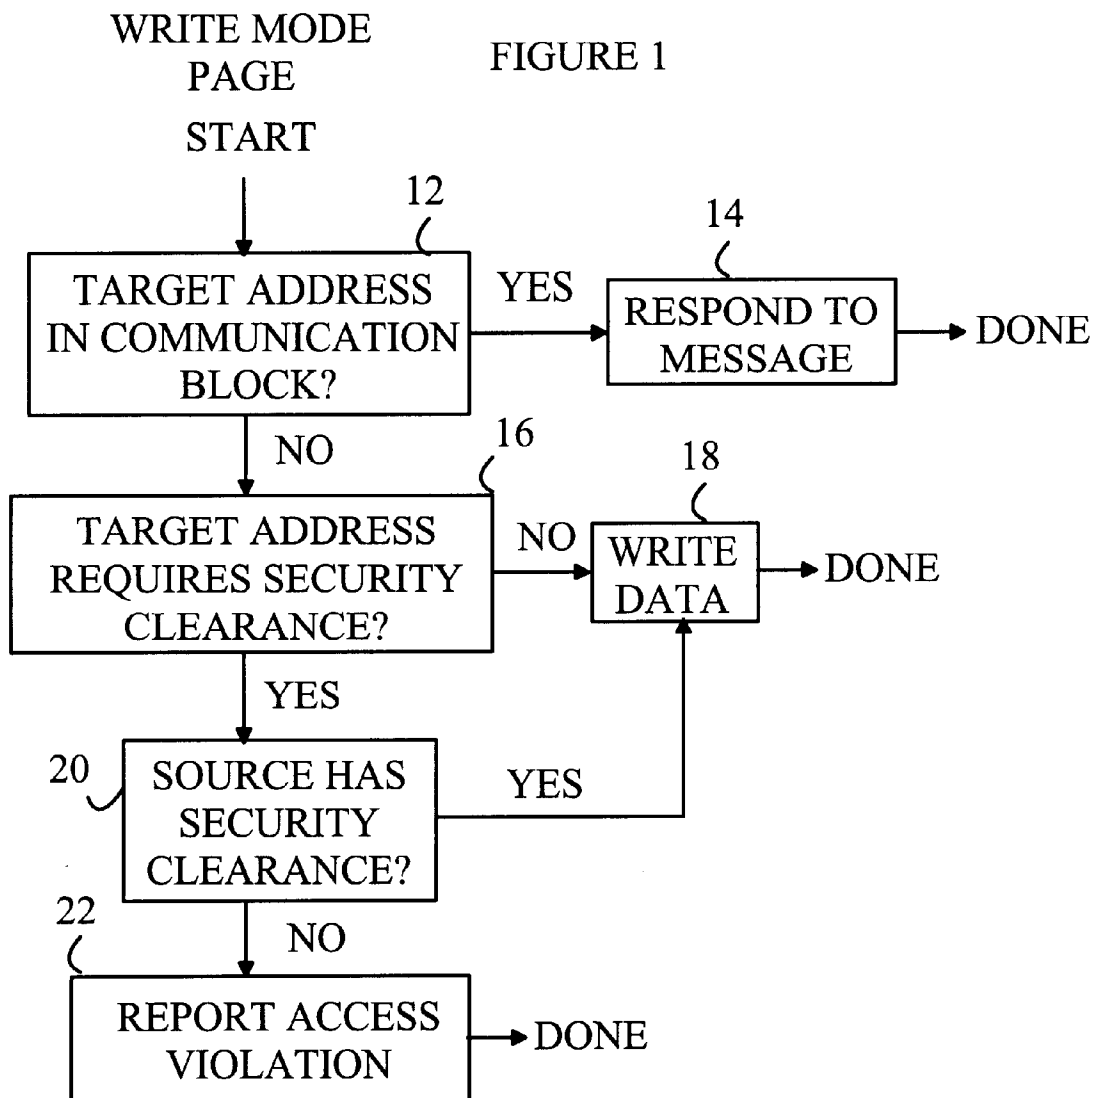 WRITE MODE
PAGE
START
FIGURE 1
12
TARGET ADDRESS
IN COMMUNICATION
BLOCK?
YES
14
RESPOND TO
MESSAGE
DONE
NO
16
TARGET ADDRESS
REQUIRES SECURITY
CLEARANCE?
NO
18
WRITE
DATA
DONE
YES
20
SOURCE HAS
SECURITY
CLEARANCE?
YES
NO
22
REPORT ACCESS
VIOLATION
DONE